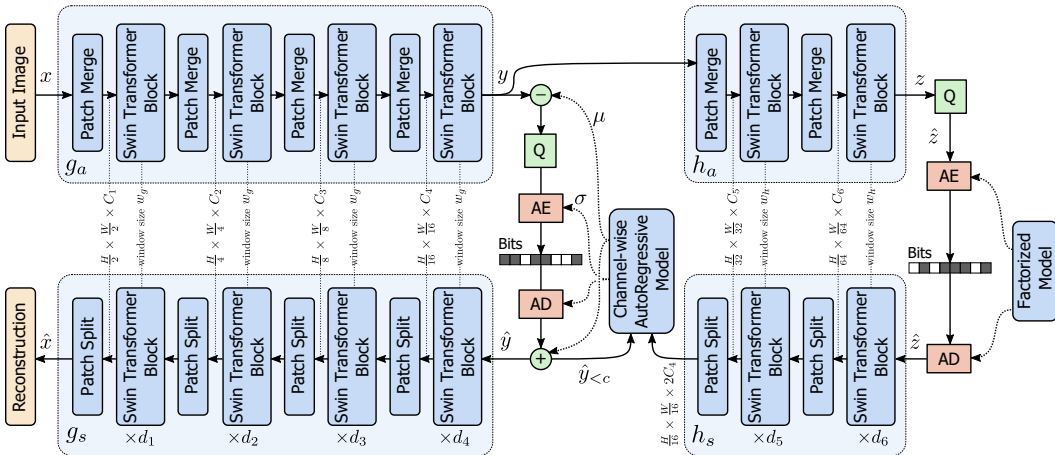 Input Image
x
Patch Merge
Swin Transformer
Block
Patch Merge
Swin Transformer
Block
Patch Merge
Swin Transformer
Block
Patch Merge
Swin Transformer
Block
g_a
y
−
μ
Q
AE
σ
Bits
AD
+
ŷ
ŷ_{<c}
Channel-wise
AutoRegressive
Model
Patch Merge
Swin Transformer
Block
Patch Merge
Swin Transformer
Block
h_a
z
Q
ẑ
AE
Bits
AD
ẑ
Factorized
Model
H/2 × W/2 × C_1
window size w_g
H/4 × W/4 × C_2
window size w_g
H/8 × W/8 × C_3
window size w_g
H/16 × W/16 × C_4
window size w_g
H/32 × W/32 × C_5
window size w_h
H/64 × W/64 × C_6
window size w_h
Reconstruction
x̂
Patch Split
Swin Transformer
Block
×d_1
Patch Split
Swin Transformer
Block
×d_2
Patch Split
Swin Transformer
Block
×d_3
Patch Split
Swin Transformer
Block
×d_4
g_s
H/16 × W/16 × 2C_4
Patch Split
Swin Transformer
Block
×d_5
Patch Split
Swin Transformer
Block
×d_6
h_s